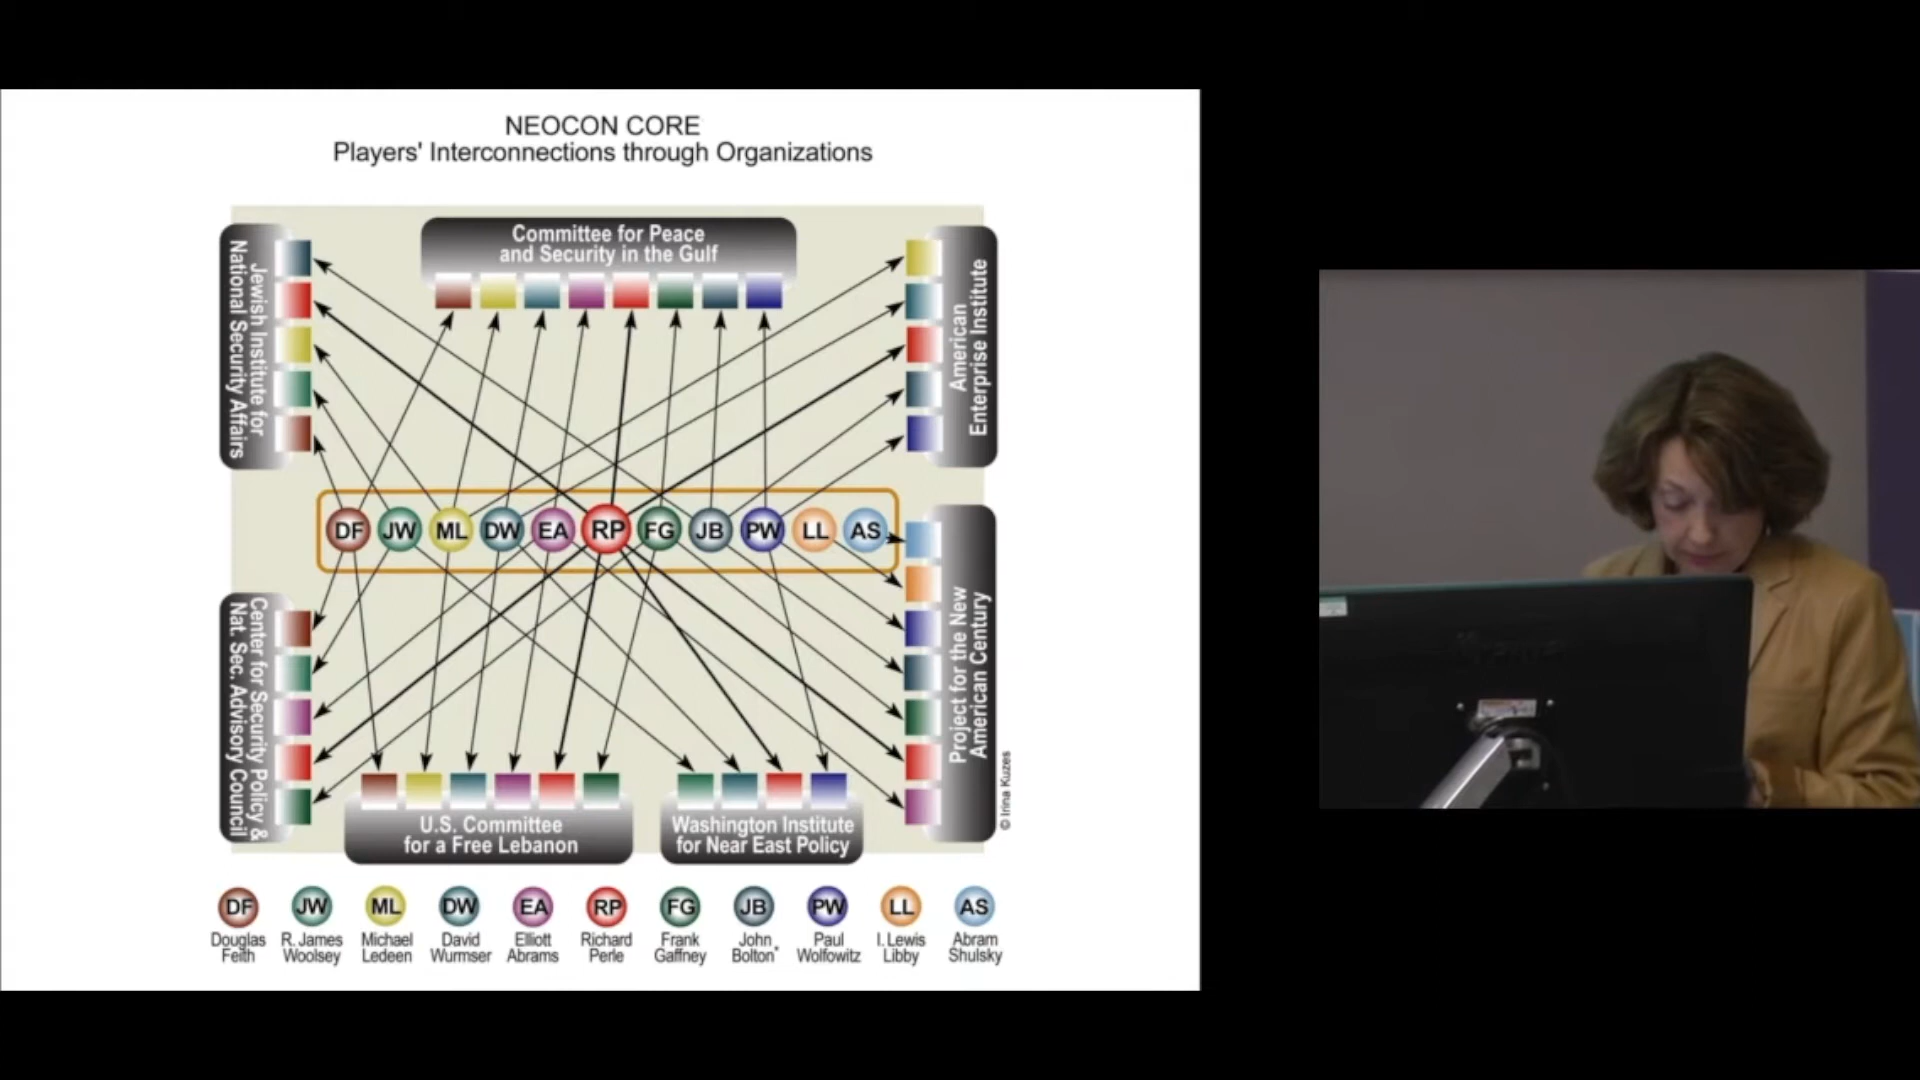 NEOCON CORE
Players' Interconnections through Organizations
Committee for Peace
and Security in the Gulf
Jewish Institute for
National Security Affairs
American
Enterprise Institute
DF
JW
ML
DW
EA
RP
FG
JB
PW
LL
AS
Center for Security Policy &
Nat. Sec. Advisory Council
Project for the New
American Century
U.S. Committee
for a Free Lebanon
Washington Institute
for Near East Policy
© Irina Kuzes
DF
JW
ML
DW
EA
RP
FG
JB
PW
LL
AS
Douglas
Feith
R. James
Woolsey
Michael
Ledeen
David
Wurmser
Elliott
Abrams
Richard
Perle
Frank
Gaffney
John
Bolton*
Paul
Wolfowitz
I. Lewis
Libby
Abram
Shulsky